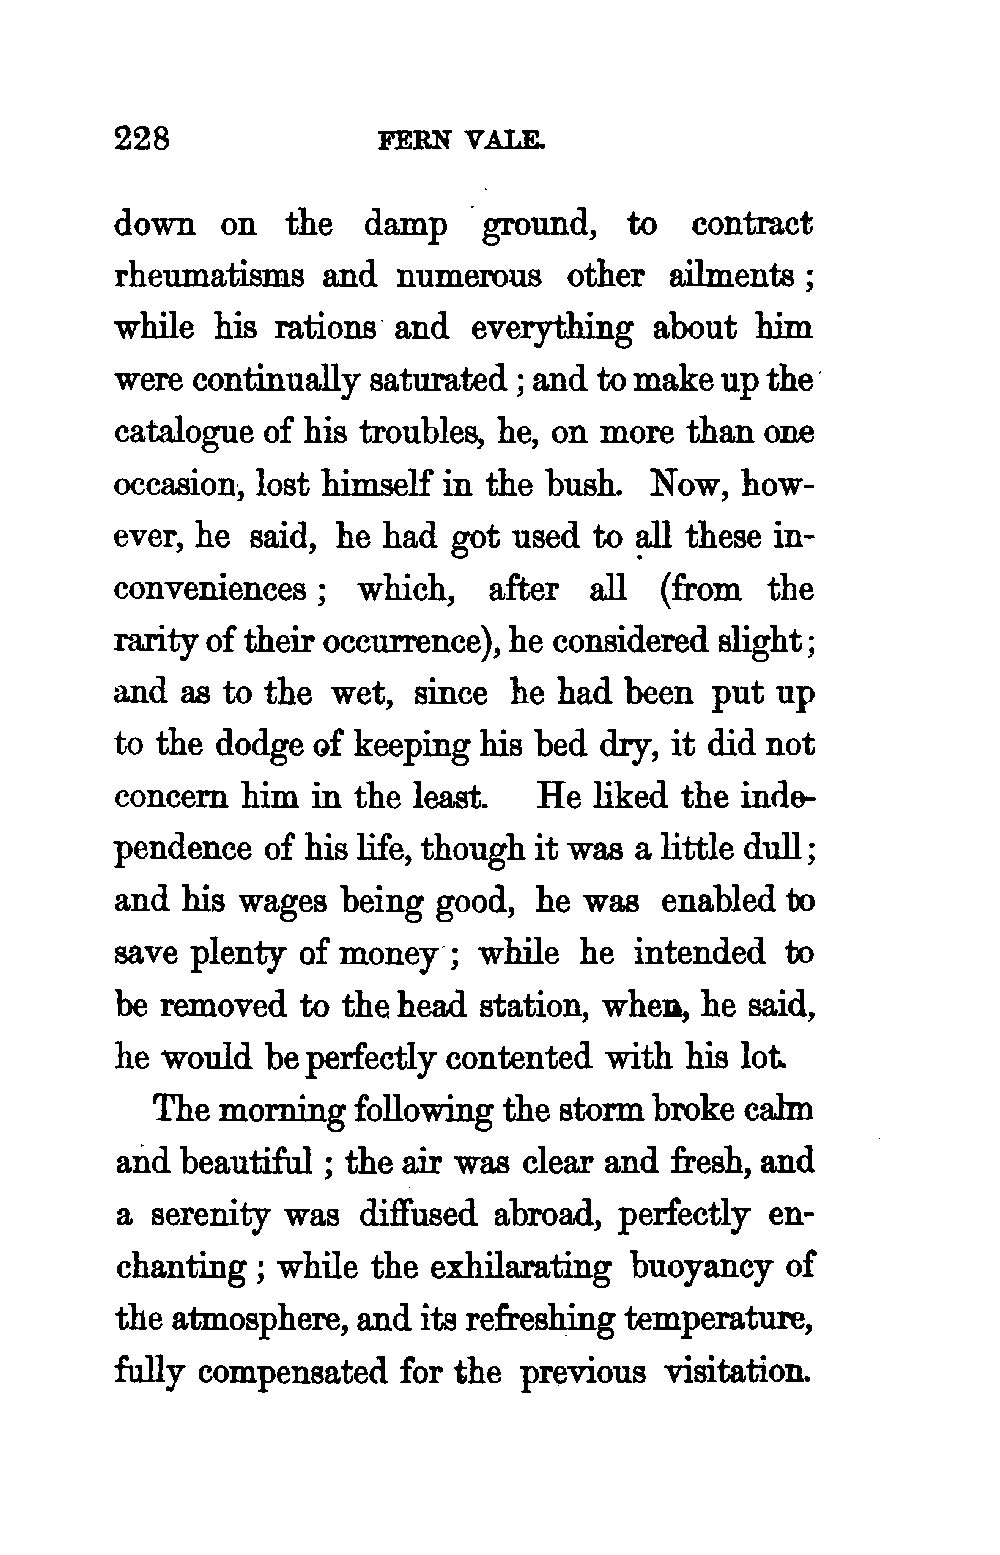 228 FERN VALE.
down on the damp ground, to contract
rheumatisms and numerous other ailments ;
while his rations and everything about him
were continually saturated ; and to make up the
catalogue of his troubles, he, on more than one
occasion, lost himself in the bush. Now, how-
ever, he said, he had got used to all these in-
conveniences ; which, after all (from the
rarity of their occurrence), he considered slight ;
and as to the wet, since he had been put up
to the dodge of keeping his bed dry, it did not
concern him in the least. He liked the inde-
pendence of his life, though it was a little dull ;
and his wages being good, he was enabled to
save plenty of money ; while he intended to
be removed to the head station, when, he said,
he would be perfectly contented with his lot.
The morning following the storm broke calm
and beautiful ; the air was clear and fresh, and
a serenity was diffused abroad, perfectly en-
chanting ; while the exhilarating buoyancy of
the atmosphere, and its refreshing temperature,
fully compensated for the previous visitation.